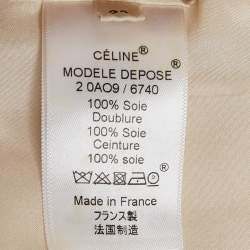 CÉLINE®
MODELE DEPOSE®
2 0AO9 / 6740
100% Soie
Doublure
100% Soie
Ceinture
100% soie
Made in France
フランス製
法国制造